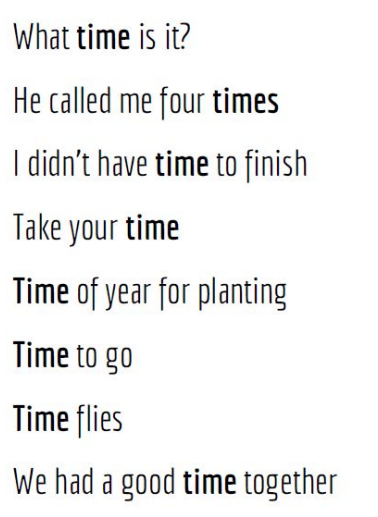 What time is it?
He called me four times
I didn’t have time to finish
Take your time
Time of year for planting
Time to go
Time flies
We had a good time together